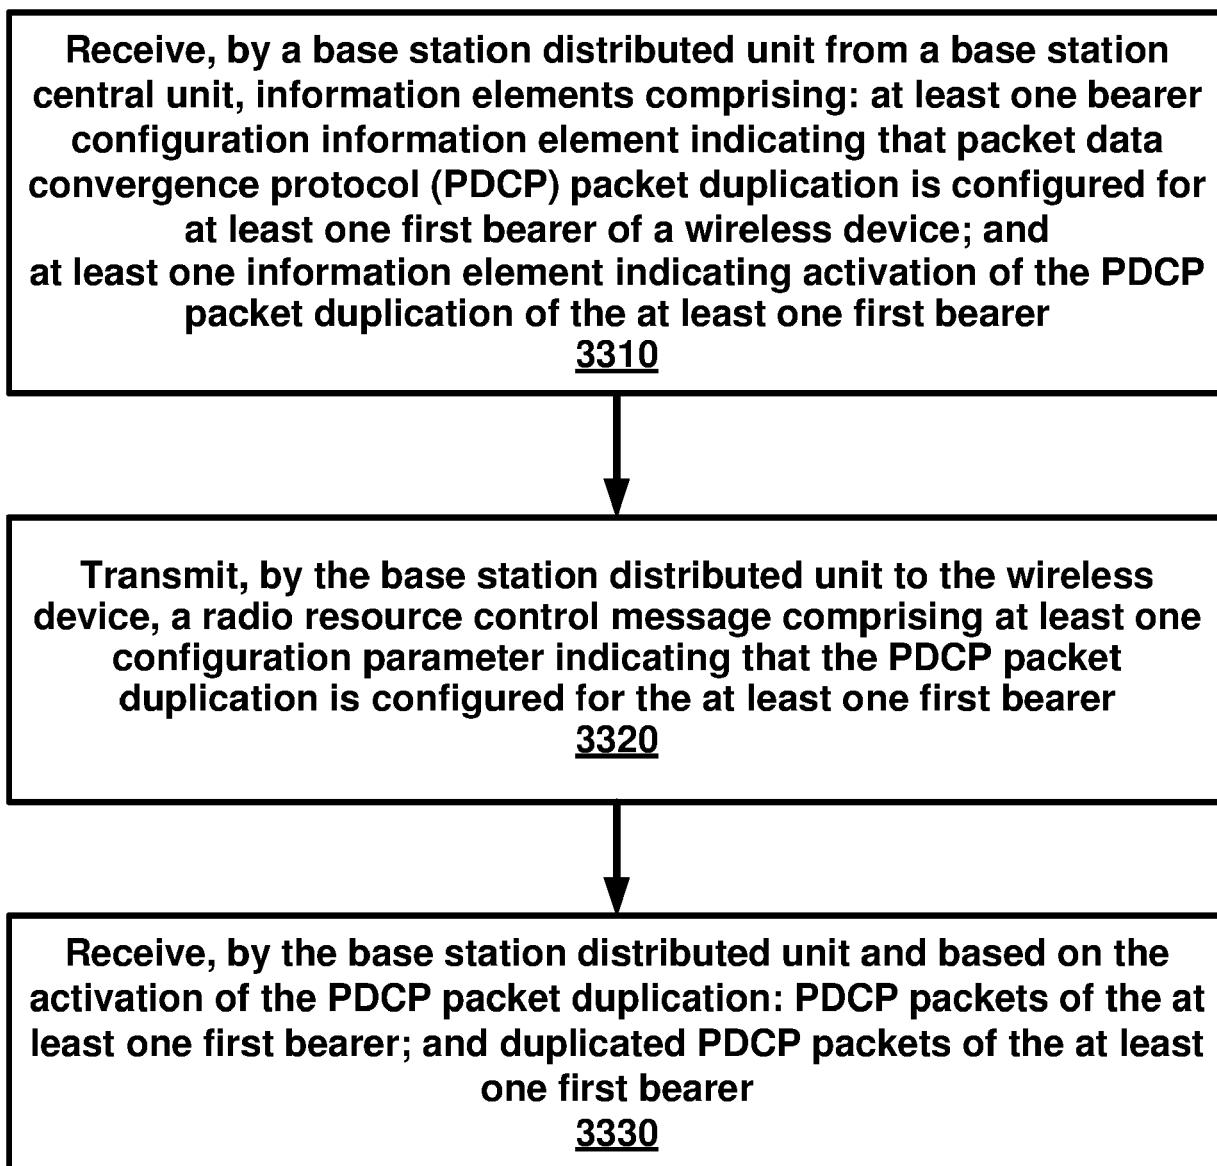 Receive, by a base station distributed unit from a base station
central unit, information elements comprising: at least one bearer
configuration information element indicating that packet data
convergence protocol (PDCP) packet duplication is configured for
at least one first bearer of a wireless device; and
at least one information element indicating activation of the PDCP
packet duplication of the at least one first bearer
3310
Transmit, by the base station distributed unit to the wireless
device, a radio resource control message comprising at least one
configuration parameter indicating that the PDCP packet
duplication is configured for the at least one first bearer
3320
Receive, by the base station distributed unit and based on the
activation of the PDCP packet duplication: PDCP packets of the at
least one first bearer; and duplicated PDCP packets of the at least
one first bearer
3330